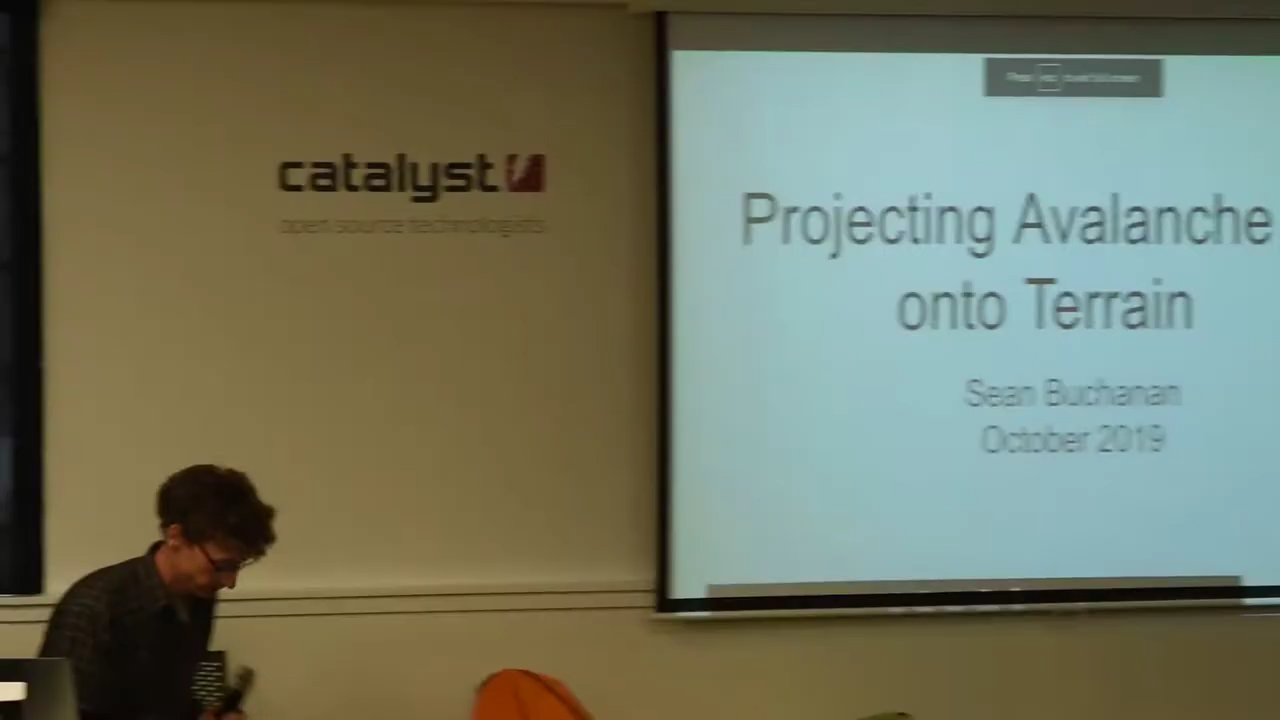 catalyst
open source technologists
Projecting Avalanche
onto Terrain
Sean Buchanan
October 2019